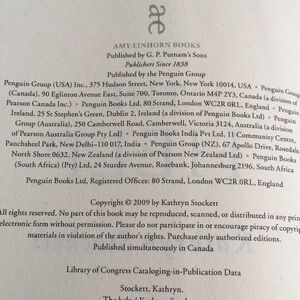 æ
AMY EINHORN BOOKS
Published by G. P. Putnam's Sons
Publishers Since 1838
Published by the Penguin Group
Penguin Group (USA) Inc., 375 Hudson Street, New York, New York 10014, USA • Penguin Group
(Canada), 90 Eglinton Avenue East, Suite 700, Toronto, Ontario M4P 2Y3, Canada (a division of
Pearson Canada Inc.) • Penguin Books Ltd, 80 Strand, London WC2R 0RL, England • Penguin
Ireland, 25 St Stephen's Green, Dublin 2, Ireland (a division of Penguin Books Ltd) • Penguin
Group (Australia), 250 Camberwell Road, Camberwell, Victoria 3124, Australia (a division
of Pearson Australia Group Pty Ltd) • Penguin Books India Pvt Ltd, 11 Community Centre,
Panchsheel Park, New Delhi–110 017, India • Penguin Group (NZ), 67 Apollo Drive, Rosedale,
North Shore 0632, New Zealand (a division of Pearson New Zealand Ltd) • Penguin Books
(South Africa) (Pty) Ltd, 24 Sturdee Avenue, Rosebank, Johannesburg 2196, South Africa
Penguin Books Ltd, Registered Offices: 80 Strand, London WC2R 0RL, England
Copyright © 2009 by Kathryn Stockett
All rights reserved. No part of this book may be reproduced, scanned, or distributed in any prin
electronic form without permission. Please do not participate in or encourage piracy of copyrig
materials in violation of the author's rights. Purchase only authorized editions.
Published simultaneously in Canada
Library of Congress Cataloging-in-Publication Data
Stockett, Kathryn.
The help / Kathryn Stockett